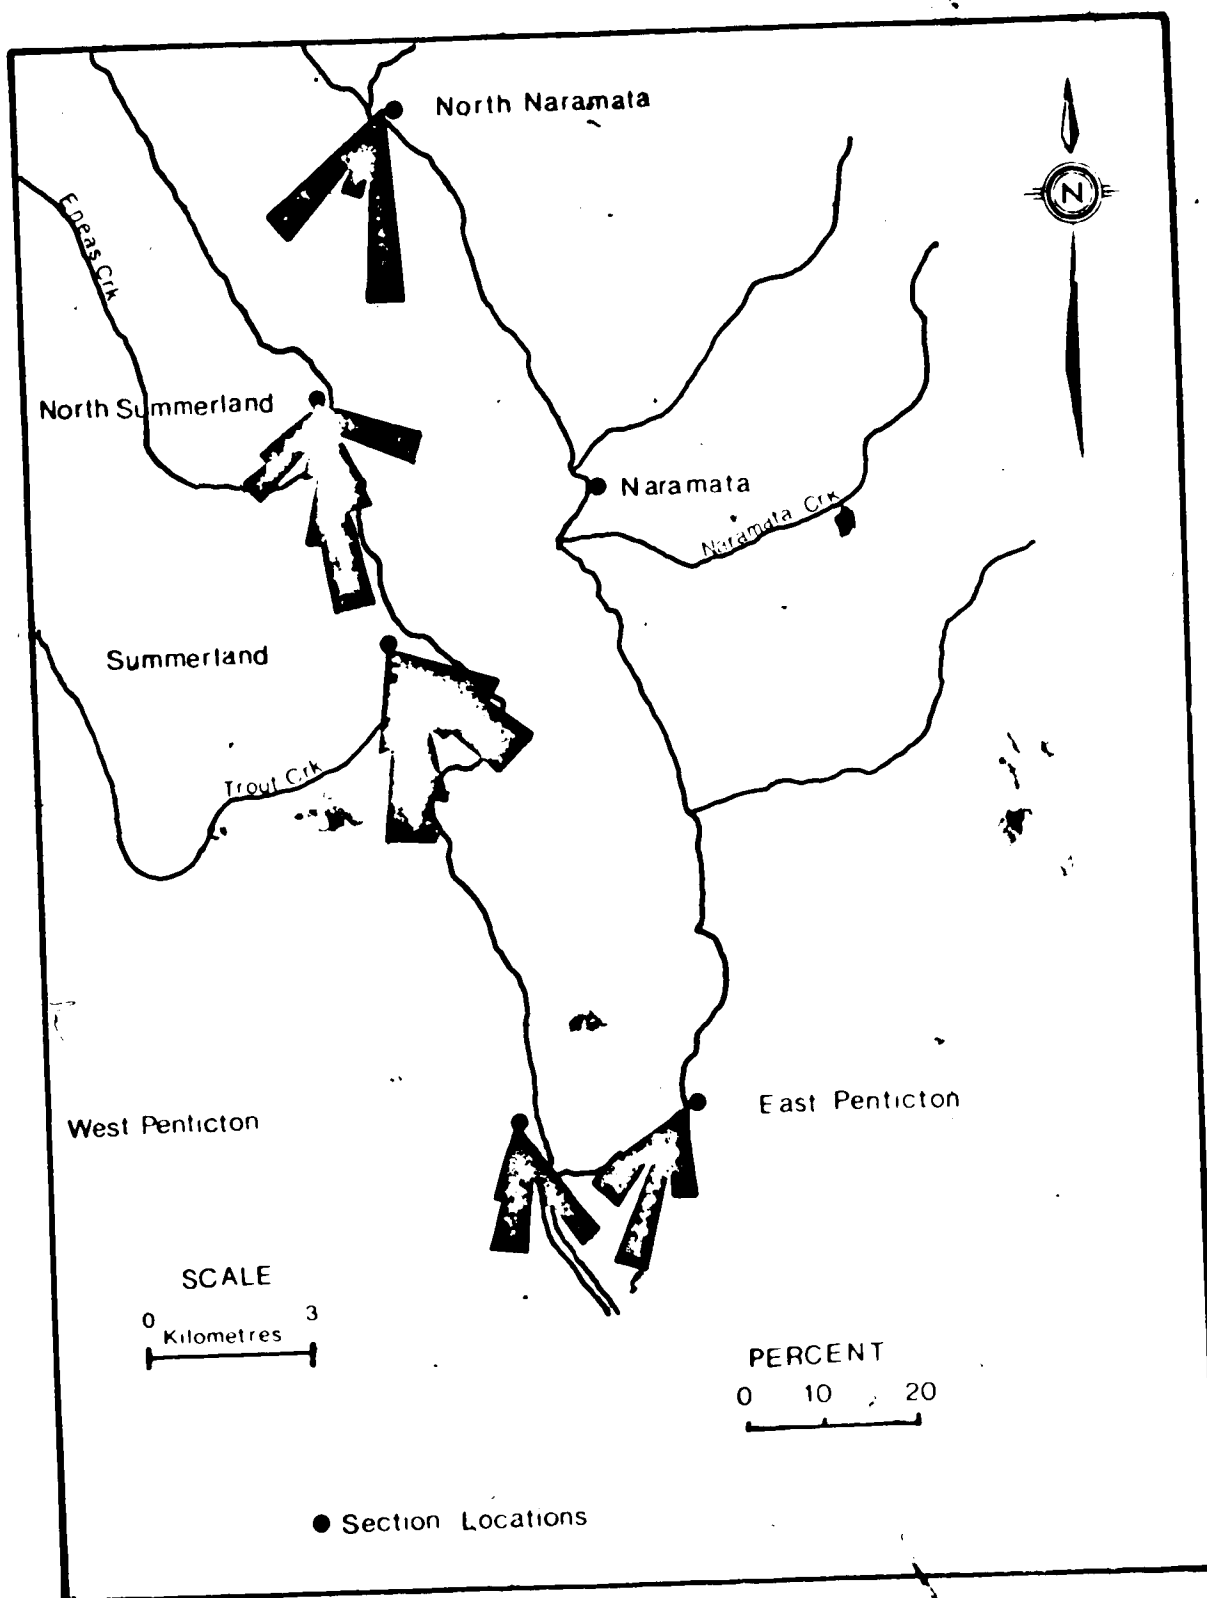 North Naramata
N
Eneas Crk
North Summerland
Naramata
Naramata Crk
Summerland
Trout Crk
West Penticton
East Penticton
SCALE
0 3
Kilometres
PERCENT
0 10 20
Section Locations